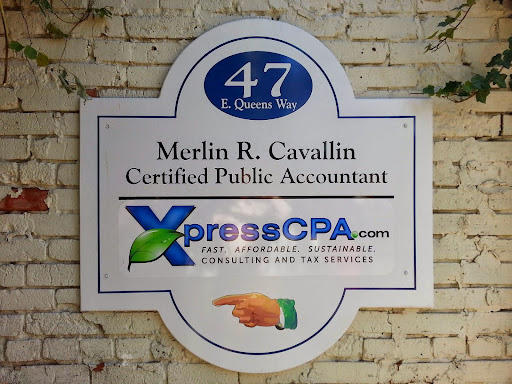 47
E. Queens Way
Merlin R. Cavallin
Certified Public Accountant
XpressCPA.com
FAST. AFFORDABLE. SUSTAINABLE.
CONSULTING AND TAX SERVICES